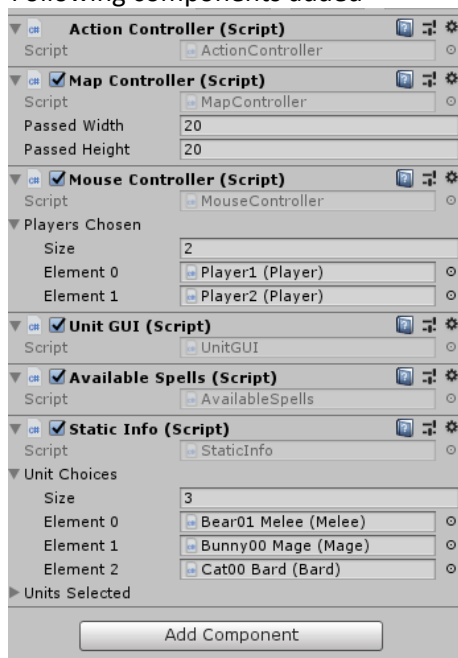 Following components added
Action Controller (Script)
Script ActionController
Map Controller (Script)
Script MapController
Passed Width 20
Passed Height 20
Mouse Controller (Script)
Script MouseController
Players Chosen
Size 2
Element 0 Player1 (Player)
Element 1 Player2 (Player)
Unit GUI (Script)
Script UnitGUI
Available Spells (Script)
Script AvailableSpells
Static Info (Script)
Script StaticInfo
Unit Choices
Size 3
Element 0 Bear01 Melee (Melee)
Element 1 Bunny00 Mage (Mage)
Element 2 Cat00 Bard (Bard)
Units Selected
Add Component